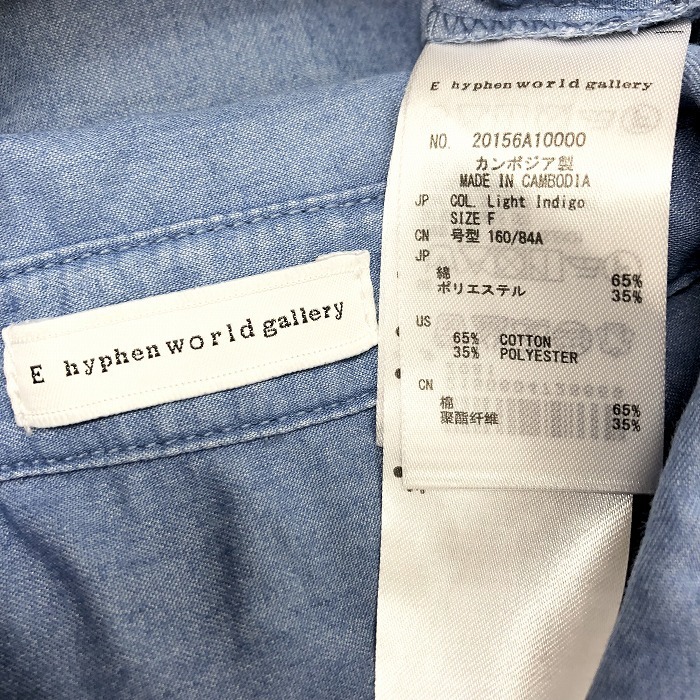 E hyphen world gallery
E hyphen world gallery
NO. 20156A10000
カンボジア製
MADE IN CAMBODIA
JP COL. Light Indigo
SIZE F
CN 号型 160/84A
JP
綿 65%
ポリエステル 35%
US
65% COTTON
35% POLYESTER
CN
棉 65%
聚酯纤维 35%